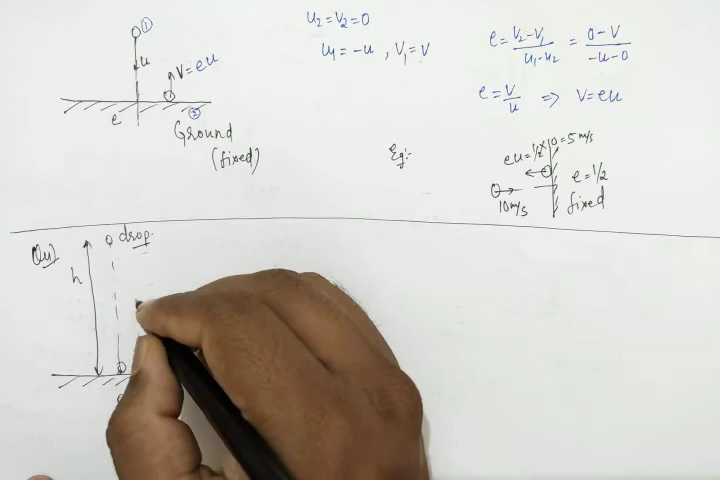 ①
u
V=eu
e
②
Ground
(fixed)
u₂=V₂=0
u₁=-u , V₁=V
e=V₂-V₁/u₁-u₂ = 0-V/-u-0
e=V/u ⇒ V=eu
Eg:-
eu=1/2×10=5m/s
10m/s
e=1/2
fixed
Qu)
drop.
h